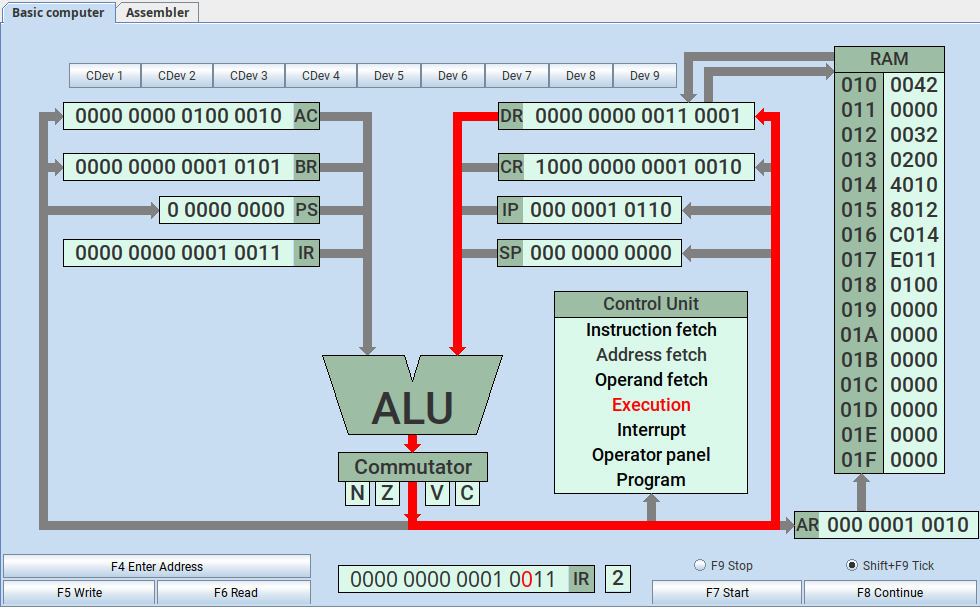 Basic computer
Assembler
CDev 1
CDev 2
CDev 3
CDev 4
Dev 5
Dev 6
Dev 7
Dev 8
Dev 9
0000 0000 0100 0010 AC
0000 0000 0001 0101 BR
0 0000 0000 PS
0000 0000 0001 0011 IR
DR 0000 0000 0011 0001
CR 1000 0000 0001 0010
IP 000 0001 0110
SP 000 0000 0000
RAM
010 0042
011 0000
012 0032
013 0200
014 4010
015 8012
016 C014
017 E011
018 0100
019 0000
01A 0000
01B 0000
01C 0000
01D 0000
01E 0000
01F 0000
Control Unit
Instruction fetch
Address fetch
Operand fetch
Execution
Interrupt
Operator panel
Program
ALU
Commutator
N Z V C
AR 000 0001 0010
F4 Enter Address
F5 Write
F6 Read
0000 0000 0001 0011 IR 2
F9 Stop
Shift+F9 Tick
F7 Start
F8 Continue